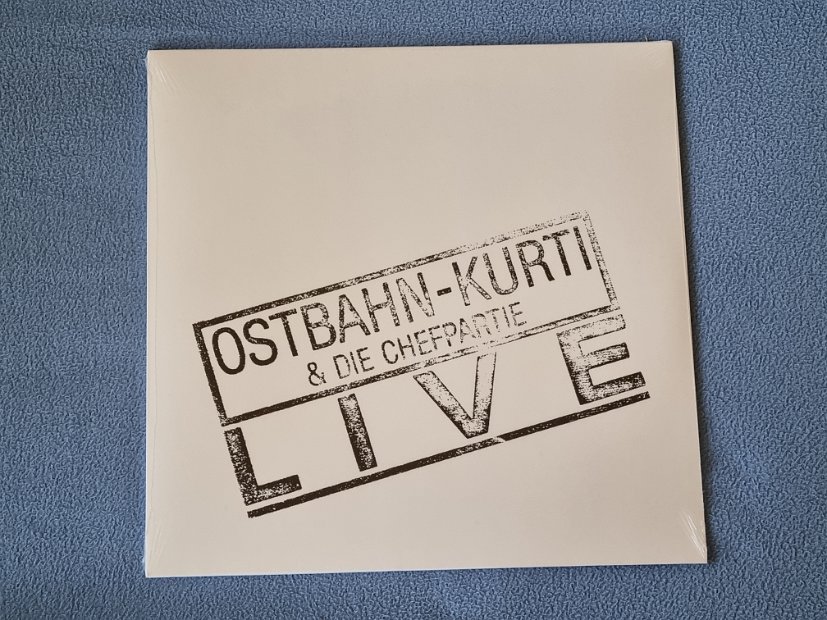 OSTBAHN-KURTI
& DIE CHEFPARTIE
LIVE